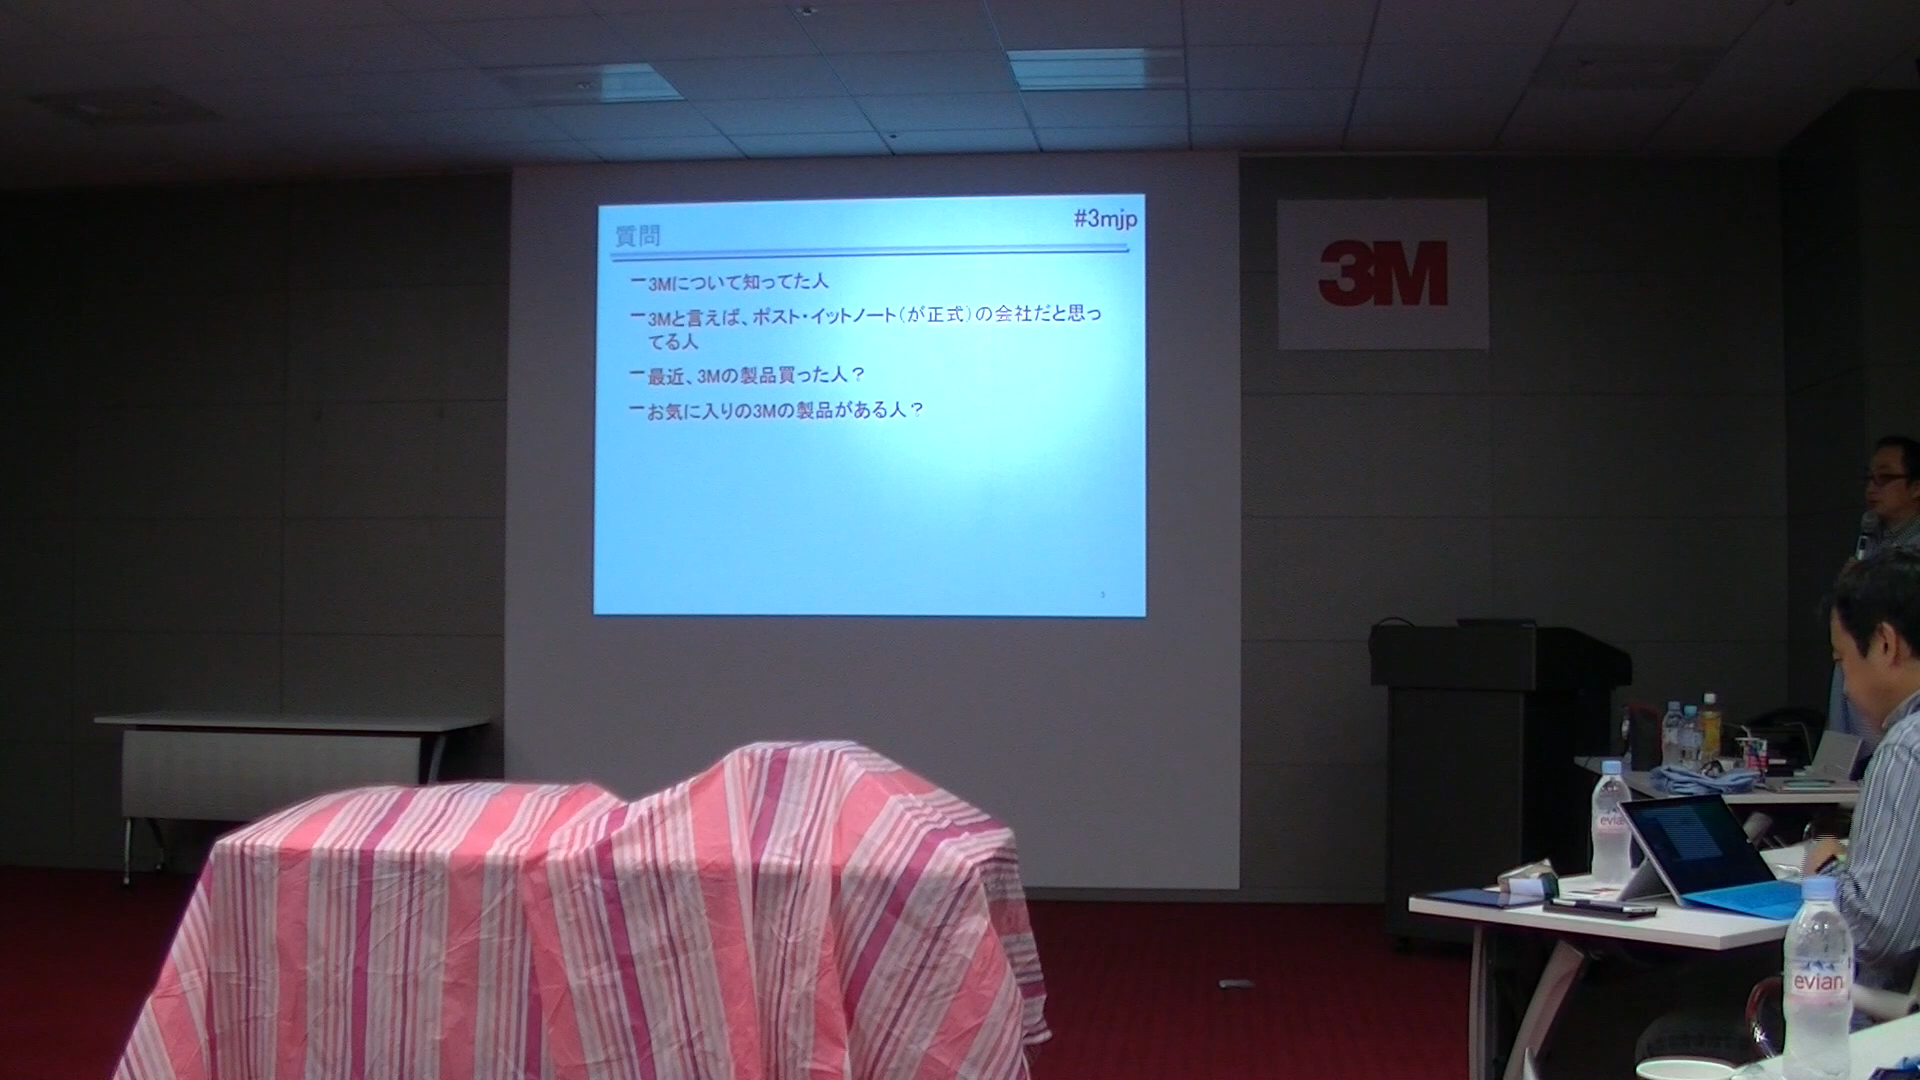 #3mjp
質問
ー3Mについて知ってた人
ー3Mと言えば、ポスト・イットノート（が正式）の会社だと思っ
てる人
ー最近、3Mの製品買った人？
ーお気に入りの3Mの製品がある人？
3M
evian
evian